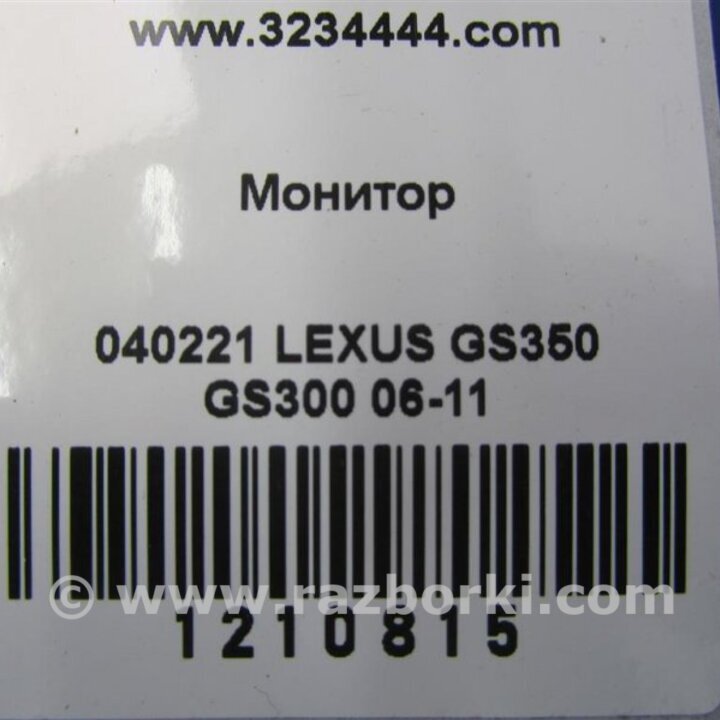 www.3234444.com
Монитор
040221 LEXUS GS350
GS300 06-11
© www.razborki.com
1210815